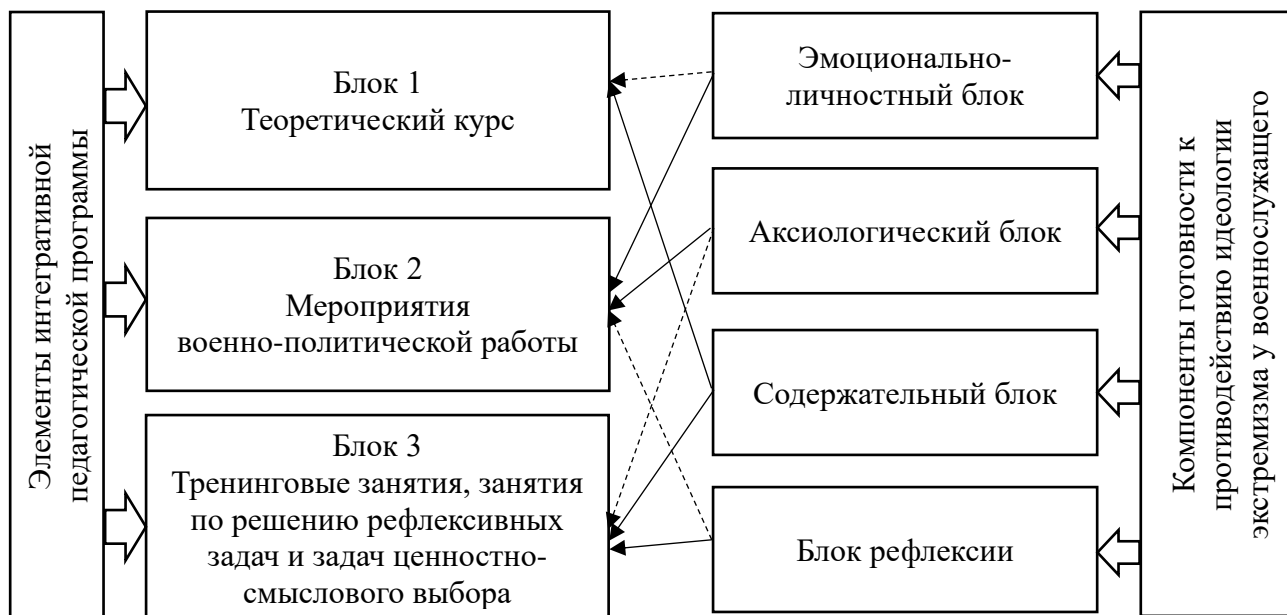 Элементы интегративной
педагогической программы
Блок 1
Теоретический курс
Блок 2
Мероприятия
военно-политической работы
Блок 3
Тренинговые занятия, занятия
по решению рефлексивных
задач и задач ценностно-
смыслового выбора
Эмоционально-
личностный блок
Аксиологический блок
Содержательный блок
Блок рефлексии
Компоненты готовности к
противодействию идеологии
экстремизма у военнослужащего